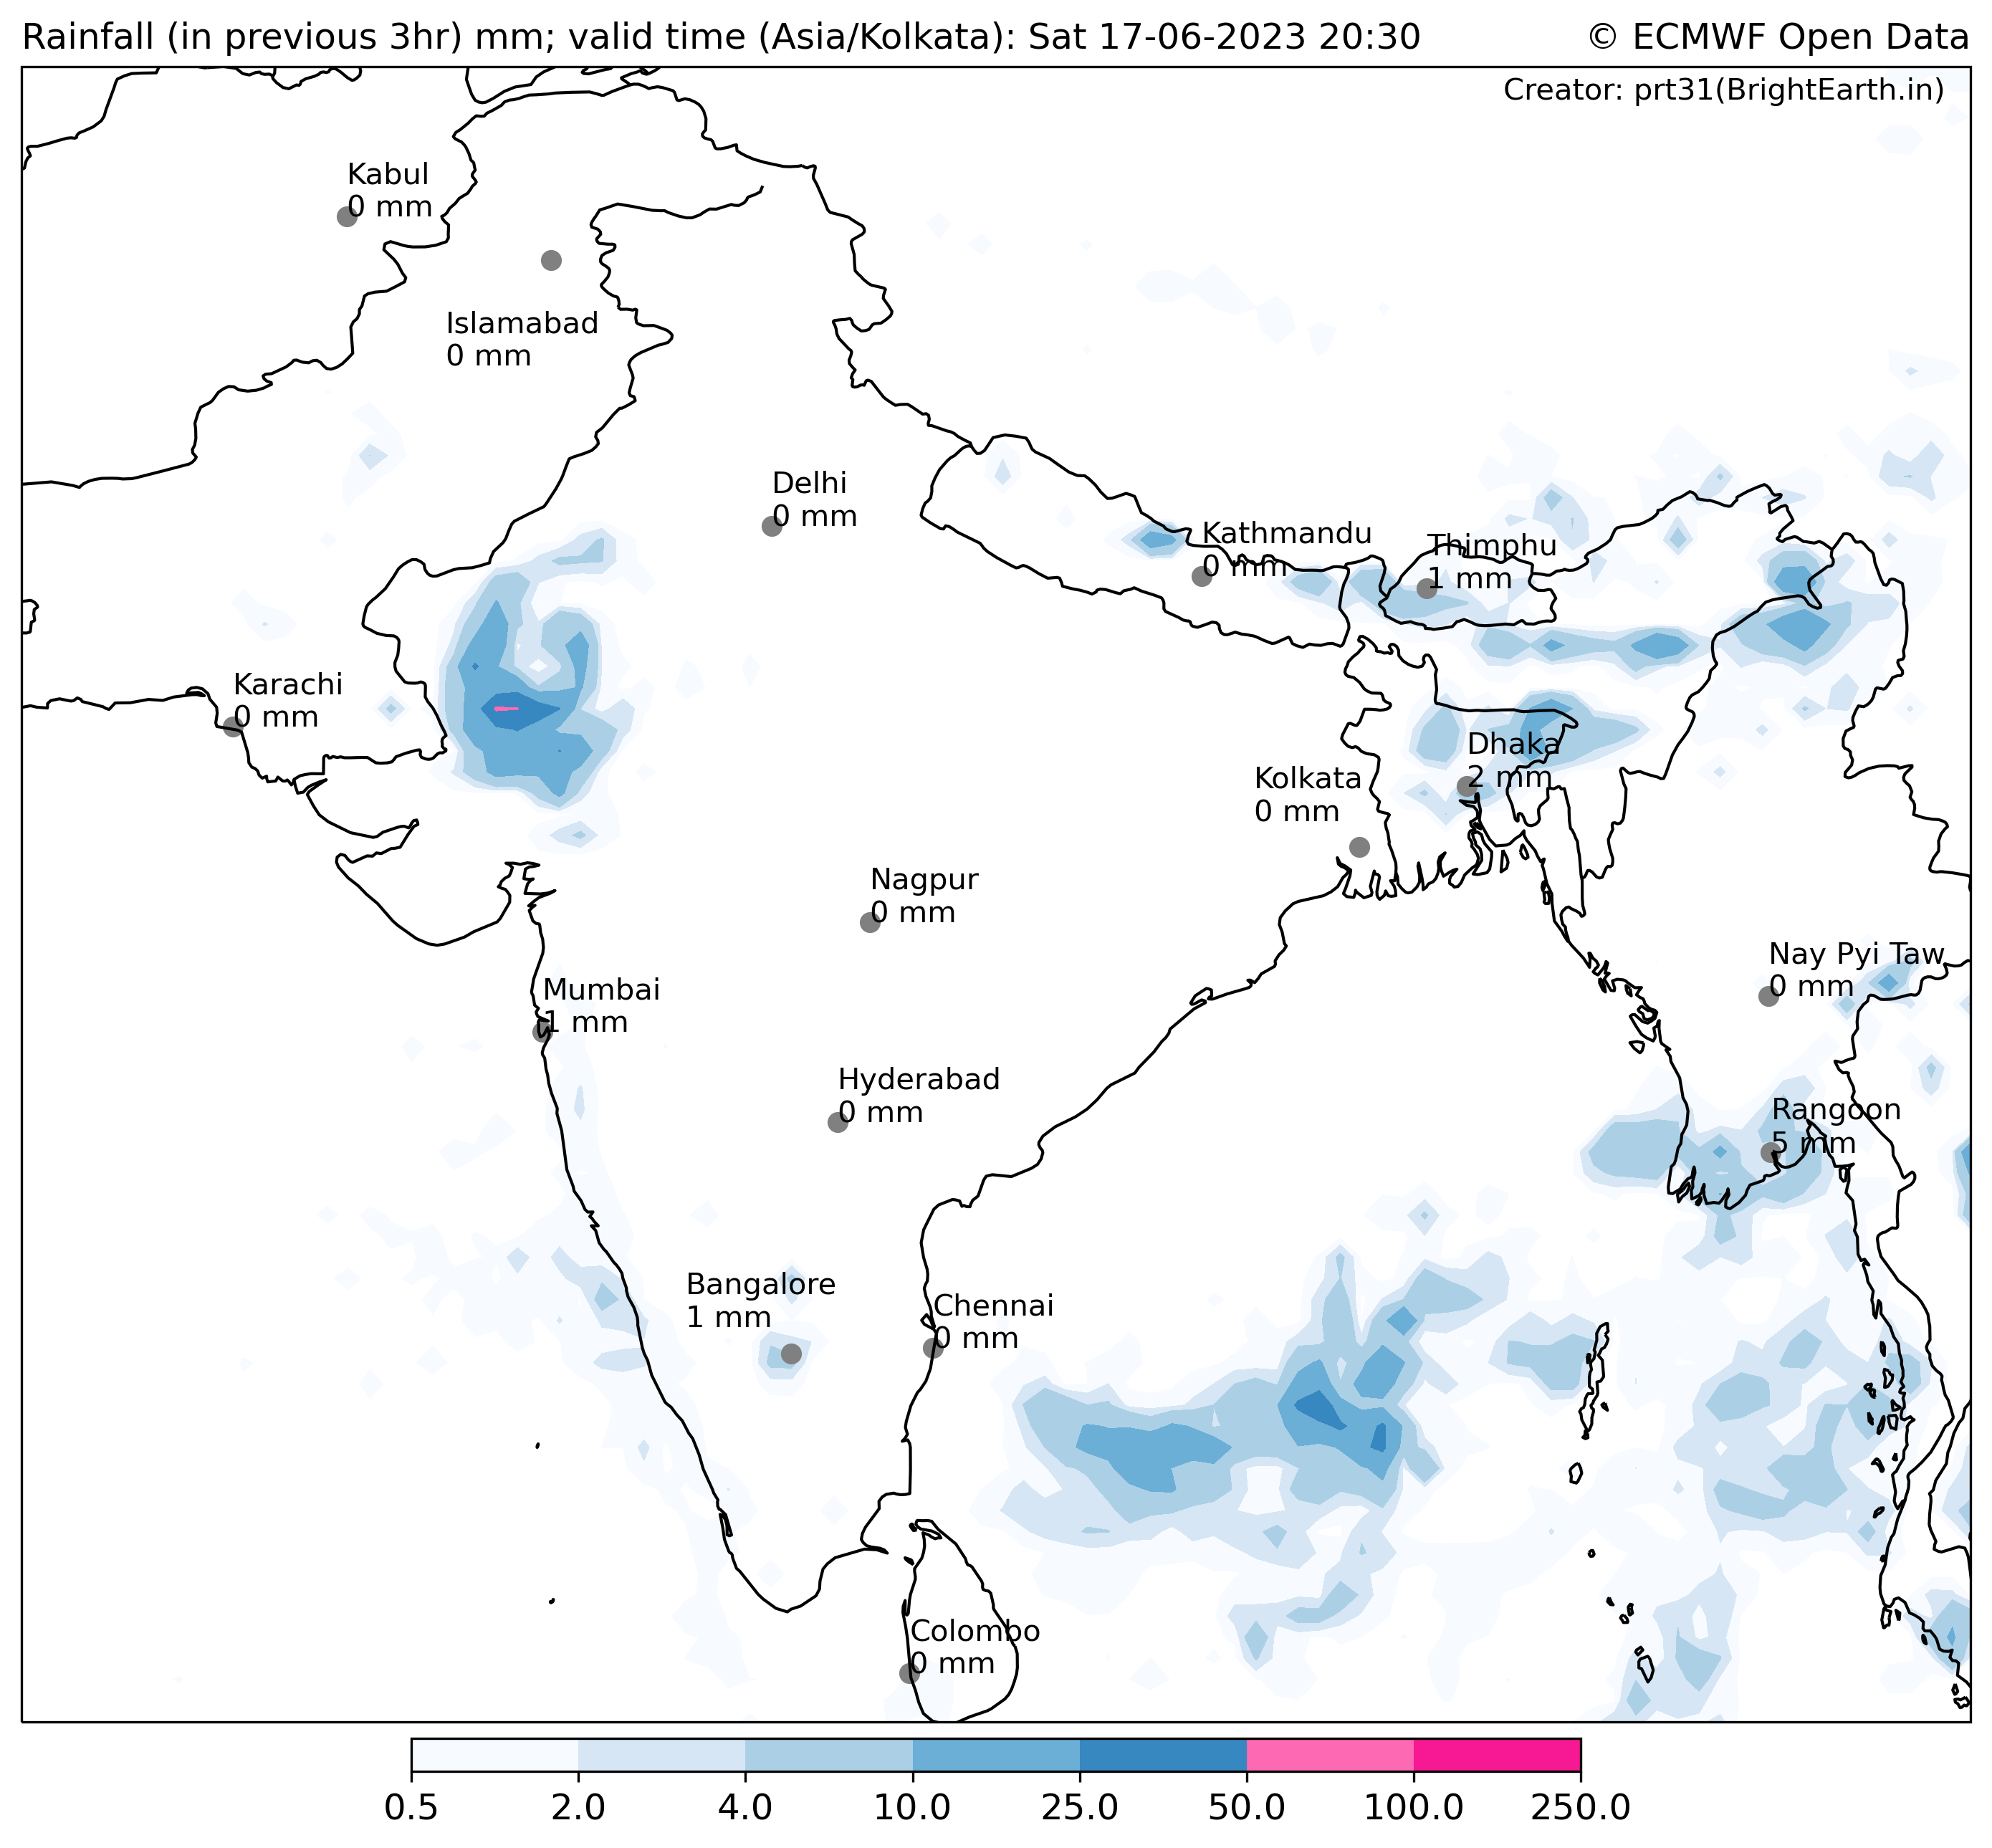 Rainfall (in previous 3hr) mm; valid time (Asia/Kolkata): Sat 17-06-2023 20:30
© ECMWF Open Data
Creator: prt31(BrightEarth.in)
Kabul
0 mm
Islamabad
0 mm
Delhi
0 mm
Kathmandu
0 mm
Thimphu
1 mm
Karachi
0 mm
Dhaka
2 mm
Kolkata
0 mm
Nagpur
0 mm
Nay Pyi Taw
0 mm
Mumbai
1 mm
Hyderabad
0 mm
Rangoon
5 mm
Bangalore
1 mm
Chennai
0 mm
Colombo
0 mm
0.5 2.0 4.0 10.0 25.0 50.0 100.0 250.0